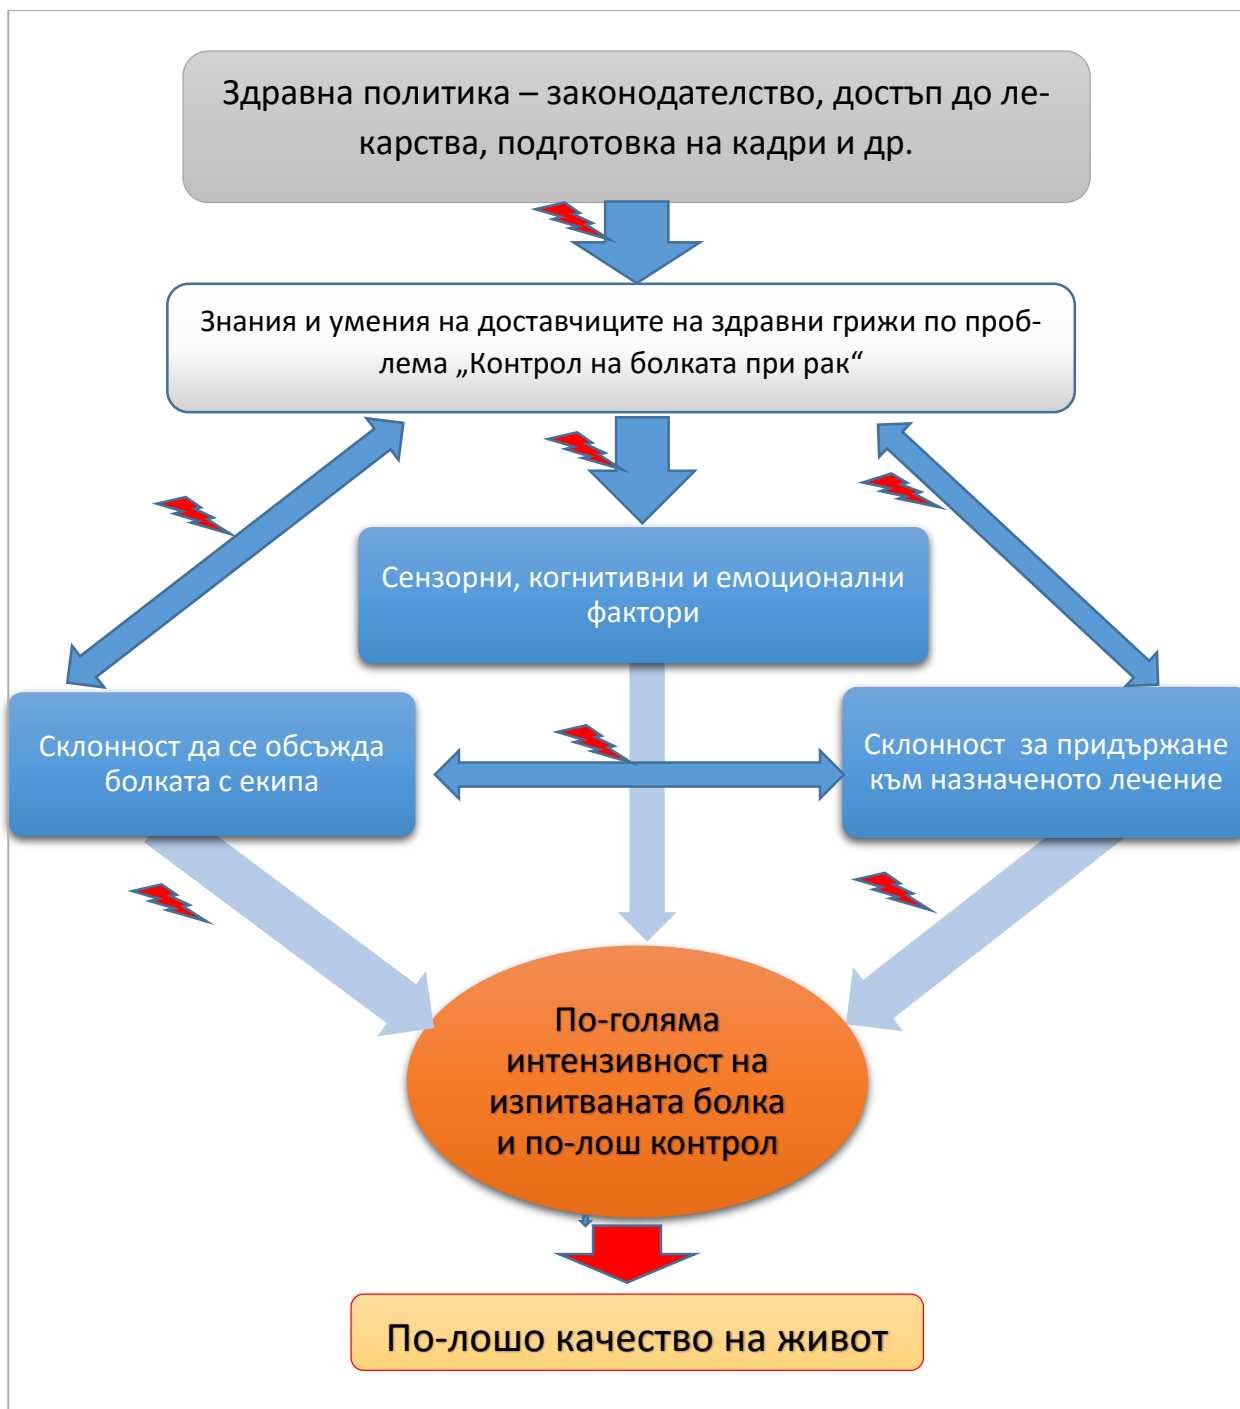 Здравна политика – законодателство, достъп до ле-
карства, подготовка на кадри и др.
Знания и умения на доставчиците на здравни грижи по проб-
лема „Контрол на болката при рак“
Сензорни, когнитивни и емоционални
фактори
Склонност да се обсъжда
болката с екипа
Склонност  за придържане
към назначеното лечение
По-голяма
интензивност на
изпитваната болка
и по-лош контрол
По-лошо качество на живот